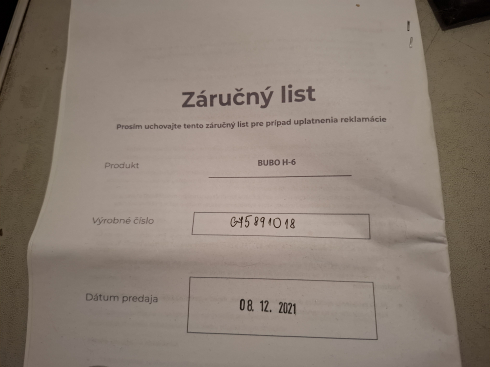 Záručný list
Prosím uchovajte tento záručný list pre prípad uplatnenia reklamácie
Produkt BUBO H-6
Výrobné číslo G45891018
Dátum predaja 08. 12. 2021